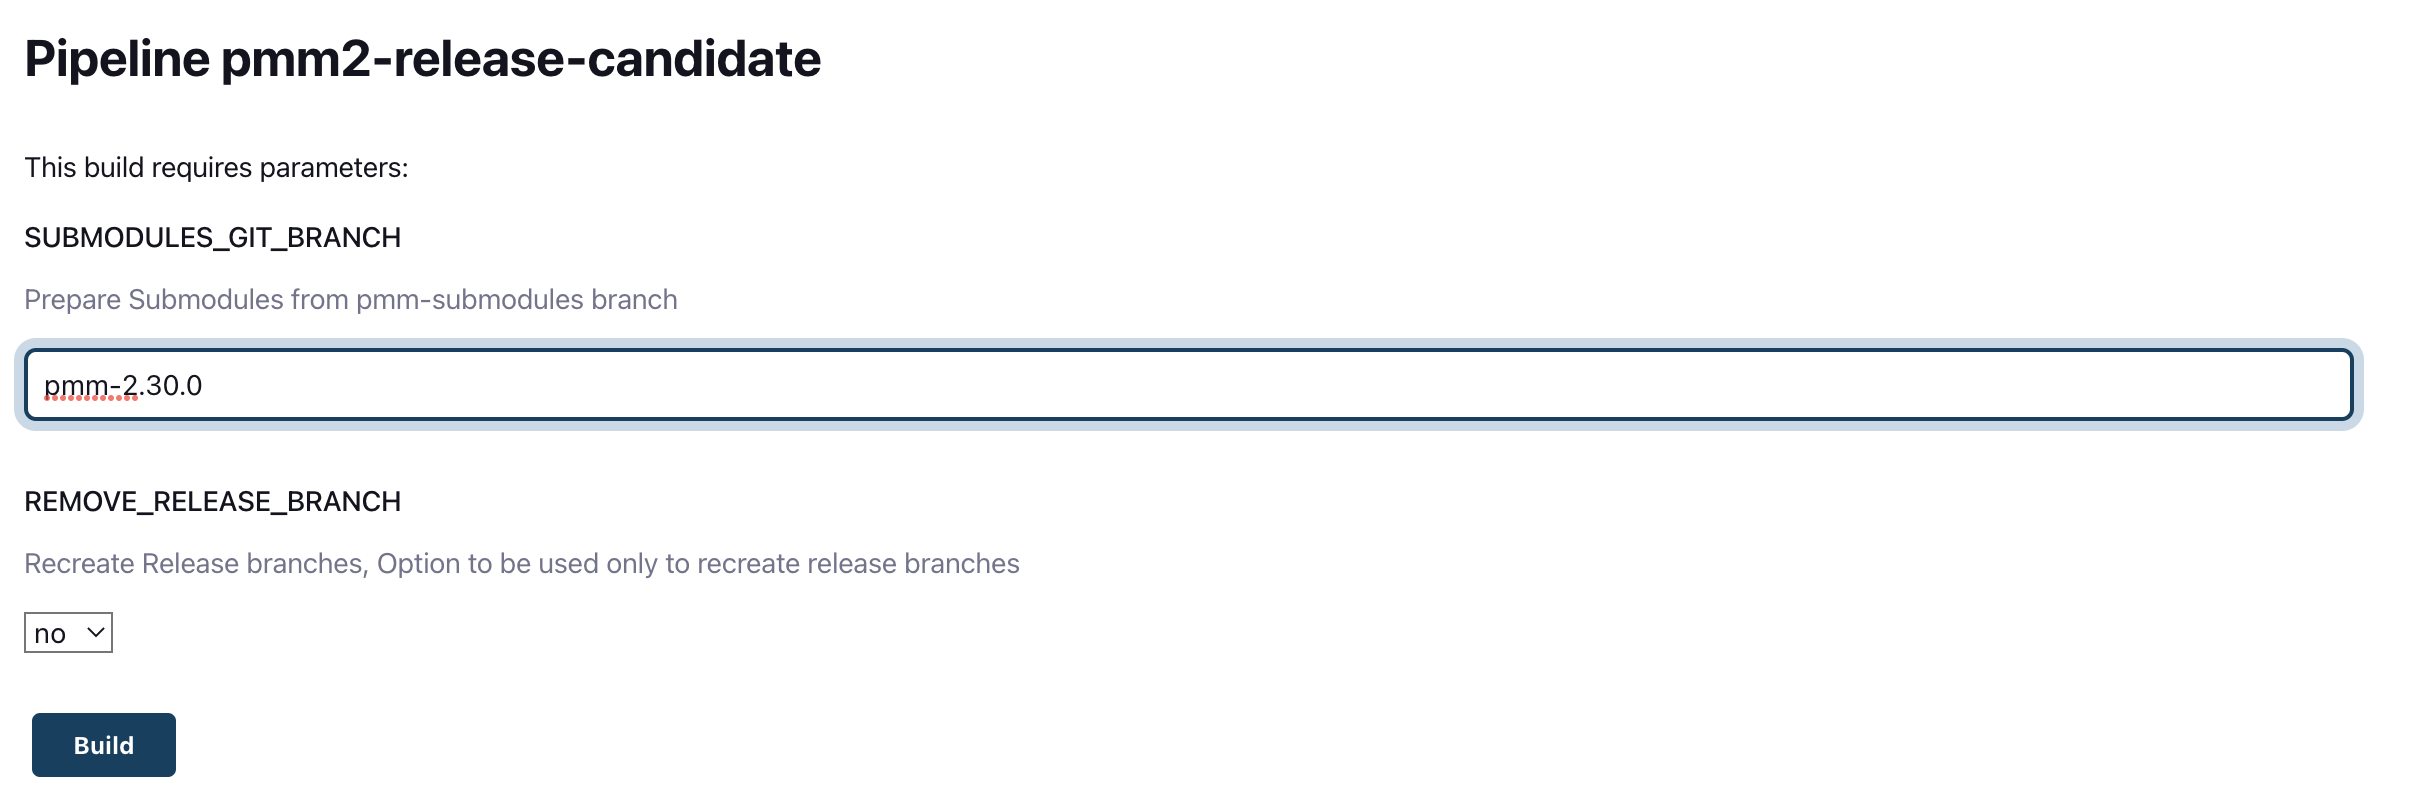 Pipeline pmm2-release-candidate
This build requires parameters:
SUBMODULES_GIT_BRANCH
Prepare Submodules from pmm-submodules branch
pmm-2.30.0
REMOVE_RELEASE_BRANCH
Recreate Release branches, Option to be used only to recreate release branches
no
Build